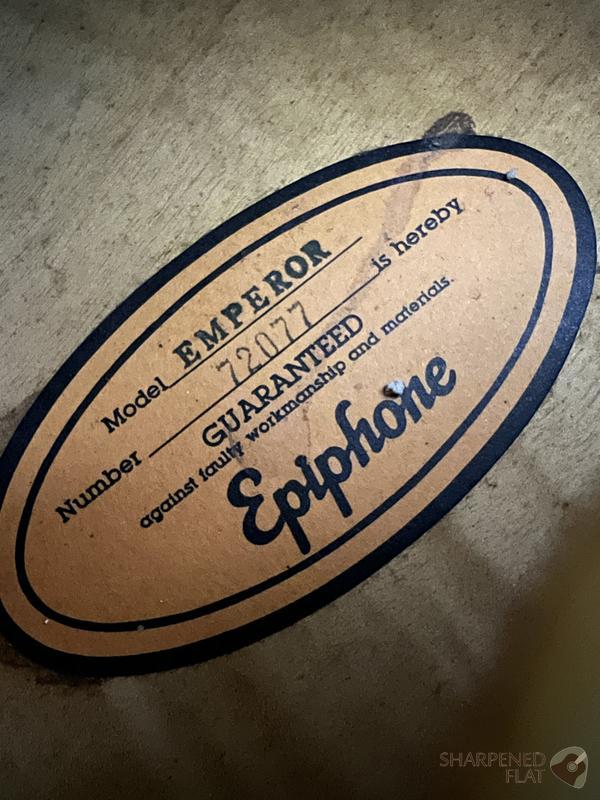 Model EMPEROR
Number 72077 is hereby
GUARANTEED
against faulty workmanship and materials.
Epiphone
SHARPENED
FLAT